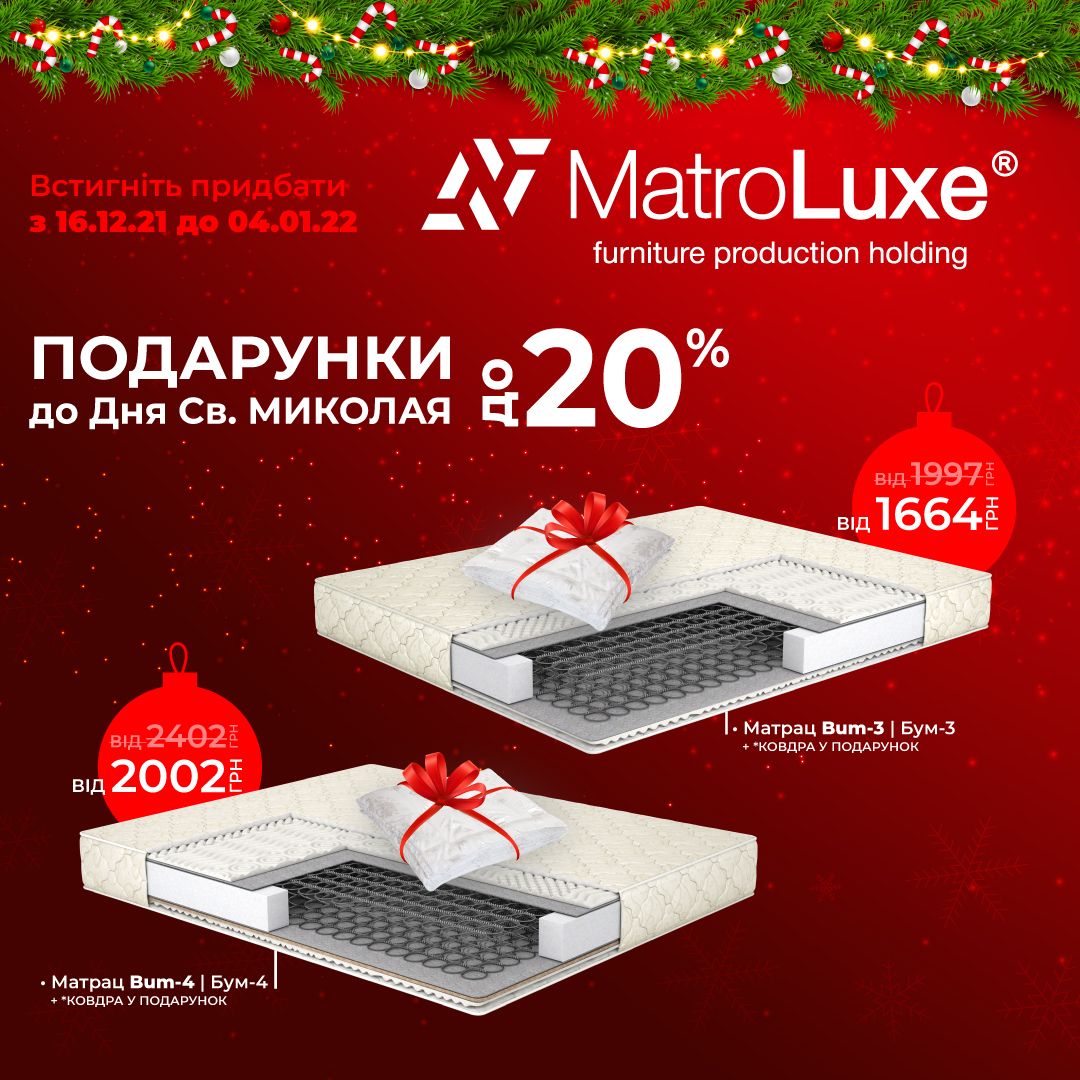 Встигніть придбати
з 16.12.21 до 04.01.22
MatroLuxe®
furniture production holding
ПОДАРУНКИ
до Дня Св. МИКОЛАЯ
ДО 20%
ВІД 1997 ГРН
ВІД 1664 ГРН
• Матрац Bum-3 | Бум-3
+ *КОВДРА У ПОДАРУНОК
ВІД 2402 ГРН
ВІД 2002 ГРН
• Матрац Bum-4 | Бум-4
+ *КОВДРА У ПОДАРУНОК